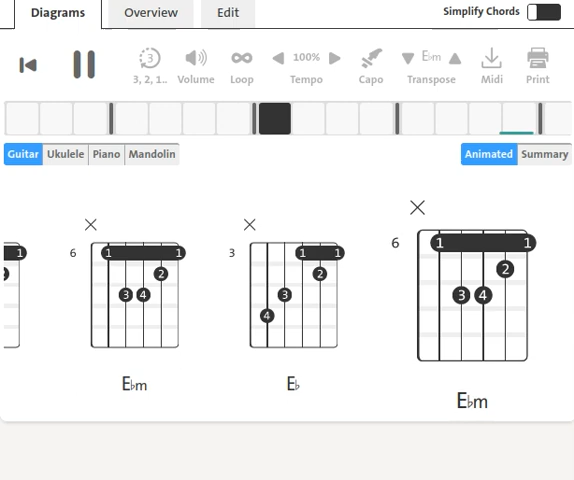 Diagrams Overview Edit Simplify Chords
3
100% E♭m
3, 2, 1.. Volume Loop Tempo Capo Transpose Midi Print
Guitar Ukulele Piano Mandolin Animated Summary
1 6 1 1 3 1 1 6 1 1
2 2 2
3 4 3 3 4
4
E♭m E♭ E♭m